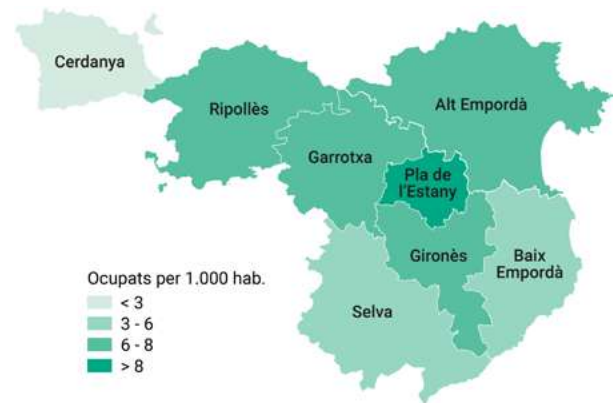 Cerdanya
Ripollès
Alt Empordà
Garrotxa
Pla de
l'Estany
Gironès
Baix
Empordà
Selva
Ocupats per 1.000 hab.
< 3
3 - 6
6 - 8
> 8